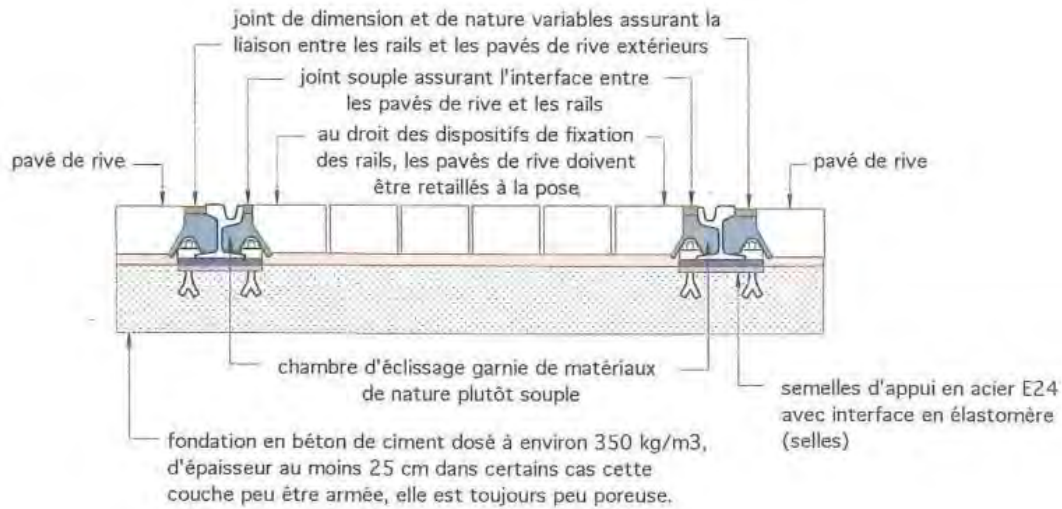 joint de dimension et de nature variables assurant la
liaison entre les rails et les pavés de rive extérieurs
joint souple assurant l'interface entre
les pavés de rive et les rails
au droit des dispositifs de fixation
des rails, les pavés de rive doivent
être retaillés à la pose
pavé de rive
pavé de rive
chambre d'éclissage garnie de matériaux
de nature plutôt souple
semelles d'appui en acier E24
avec interface en élastomère
(selles)
fondation en béton de ciment dosé à environ 350 kg/m3,
d'épaisseur au moins 25 cm dans certains cas cette
couche peu être armée, elle est toujours peu poreuse.